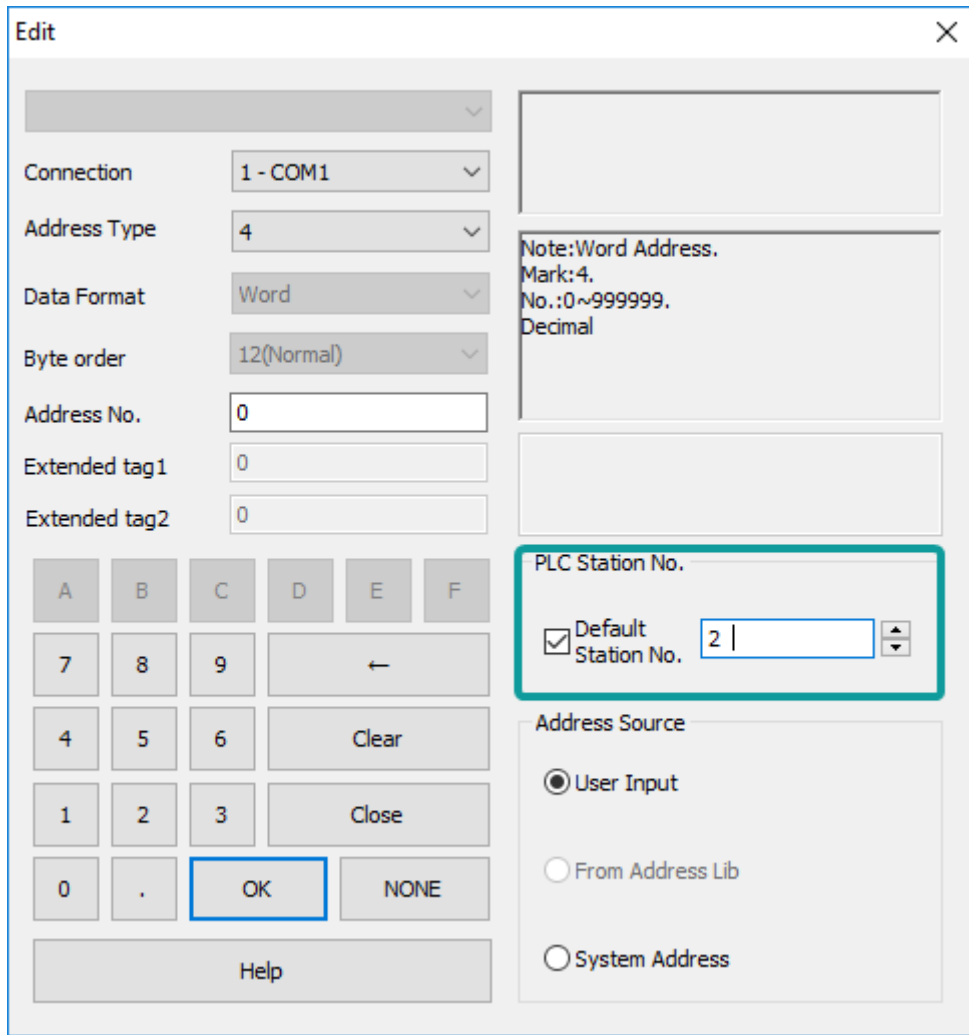 Edit
Connection
1 - COM1
Address Type
4
Data Format
Word
Byte order
12(Normal)
Address No.
0
Extended tag1
0
Extended tag2
0
A B C D E F
7 8 9 ←
4 5 6 Clear
1 2 3 Close
0 . OK NONE
Help
Note:Word Address.
Mark:4.
No.:0~999999.
Decimal
PLC Station No.
Default
Station No.
2
Address Source
User Input
From Address Lib
System Address